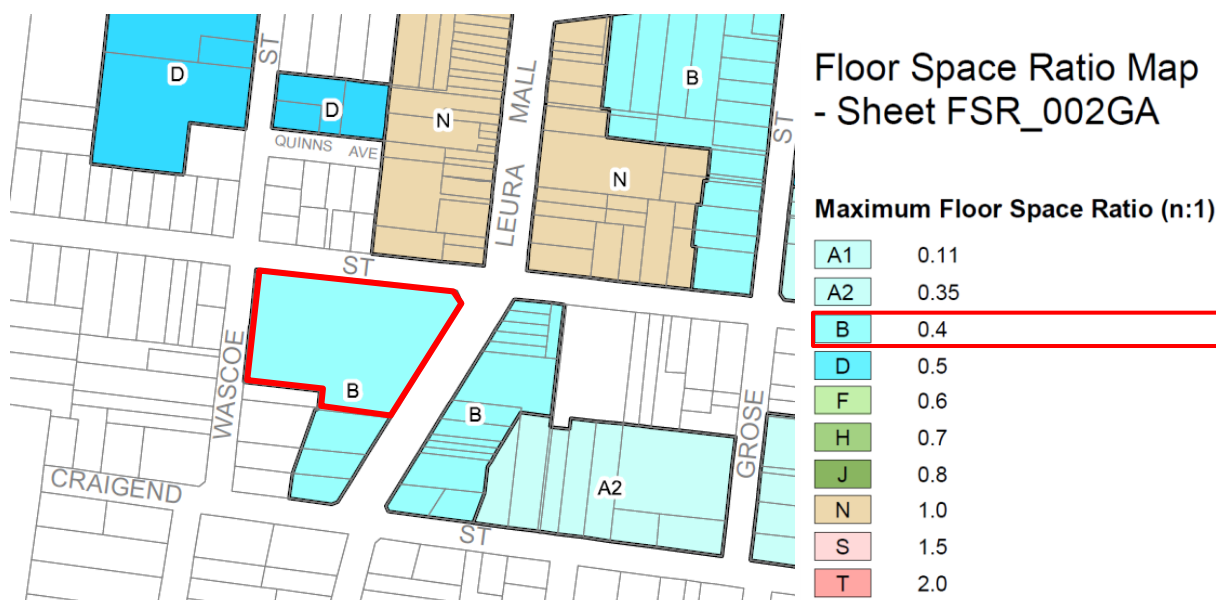 ST
D
D
QUINNS AVE
N
MALL
LEURA
B
ST
N
ST
WASCOE
B
B
GROSE
A2
CRAIGEND
ST
Floor Space Ratio Map
- Sheet FSR_002GA
Maximum Floor Space Ratio (n:1)
A1 0.11
A2 0.35
B 0.4
D 0.5
F 0.6
H 0.7
J 0.8
N 1.0
S 1.5
T 2.0